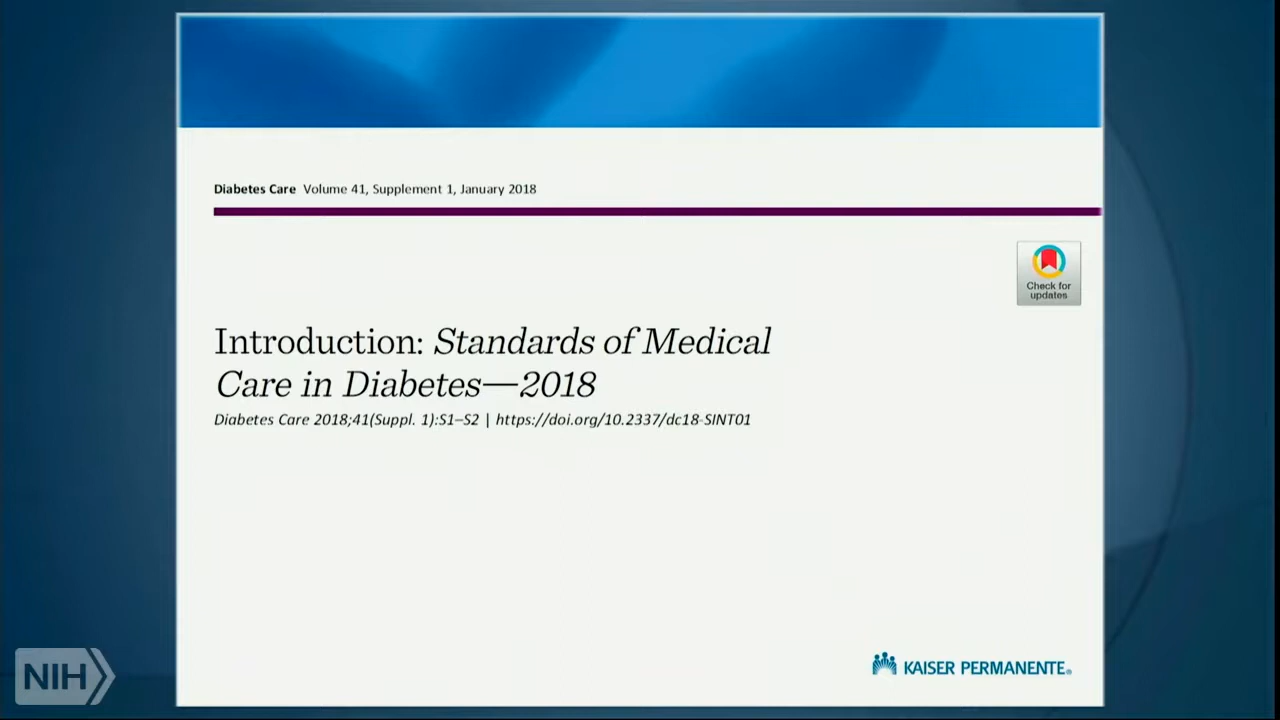 Diabetes Care Volume 41, Supplement 1, January 2018
Check for
updates
Introduction: Standards of Medical
Care in Diabetes—2018
Diabetes Care 2018;41(Suppl. 1):S1–S2 | https://doi.org/10.2337/dc18-SINT01
KAISER PERMANENTE®
NIH